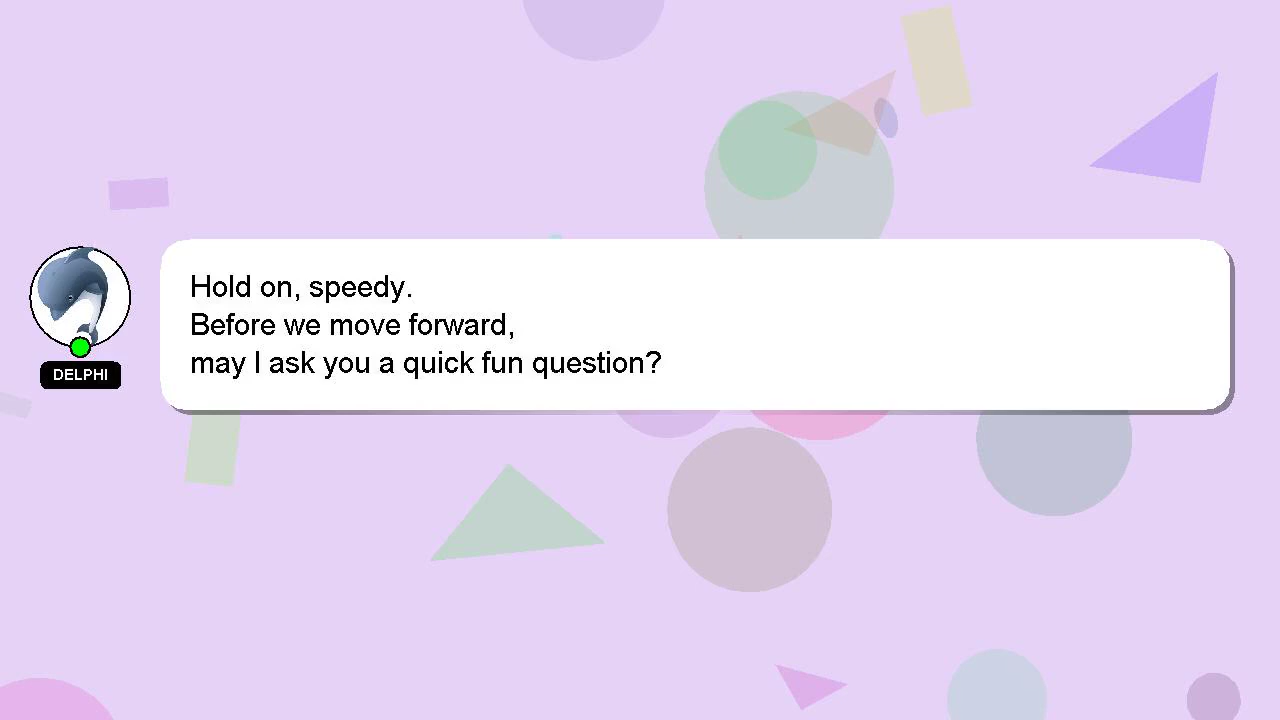 Hold on, speedy.
Before we move forward,
may I ask you a quick fun question?
DELPHI